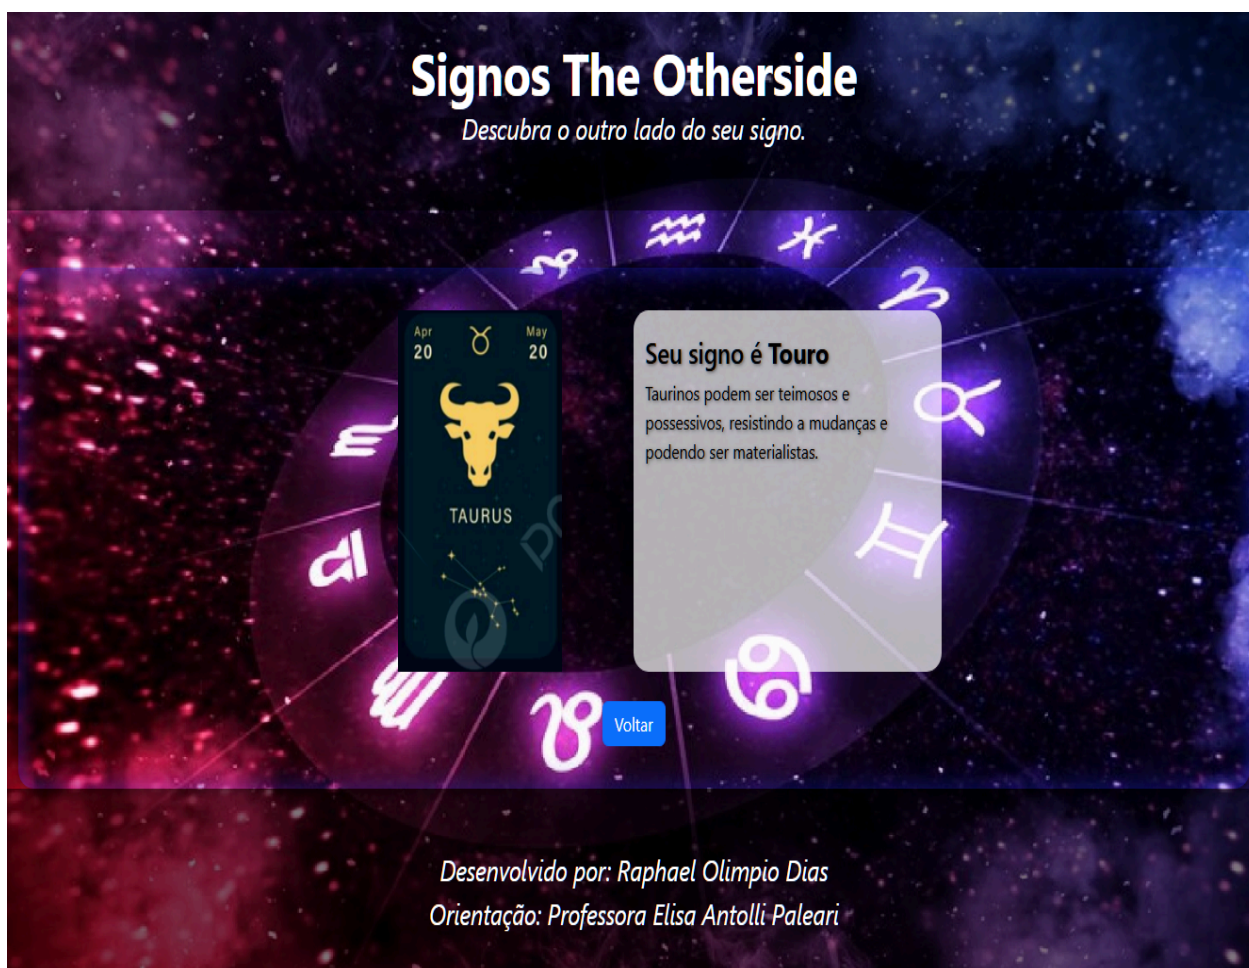 Signos The Otherside
Descubra o outro lado do seu signo.
Apr
20
May
20
TAURUS
Seu signo é Touro
Taurinos podem ser teimosos e
possessivos, resistindo a mudanças e
podendo ser materialistas.
Voltar
Desenvolvido por: Raphael Olimpio Dias
Orientação: Professora Elisa Antolli Paleari